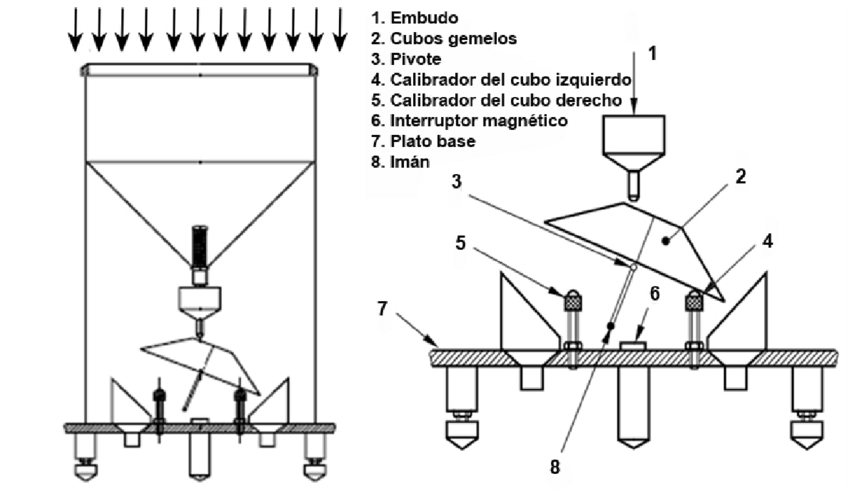 1. Embudo
2. Cubos gemelos
3. Pivote
4. Calibrador del cubo izquierdo
5. Calibrador del cubo derecho
6. Interruptor magnético
7. Plato base
8. Imán
1
2
3
4
5
6
7
8